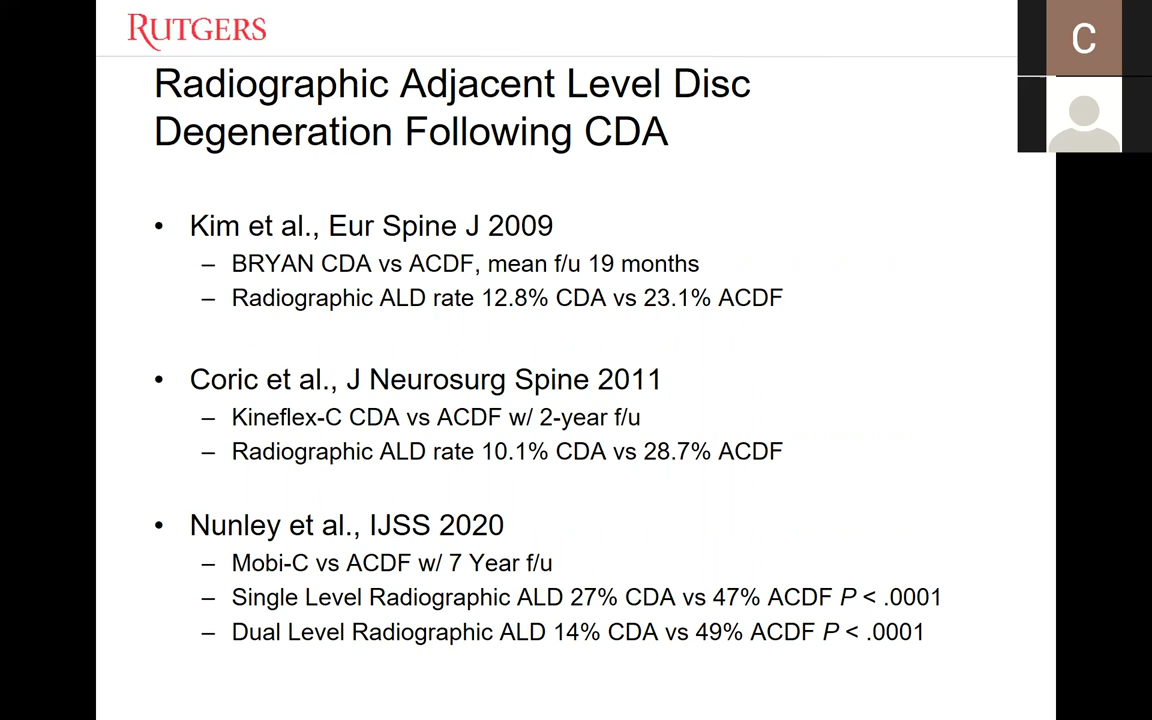 RUTGERS
C
Radiographic Adjacent Level Disc
Degeneration Following CDA
• Kim et al., Eur Spine J 2009
– BRYAN CDA vs ACDF, mean f/u 19 months
– Radiographic ALD rate 12.8% CDA vs 23.1% ACDF
• Coric et al., J Neurosurg Spine 2011
– Kineflex-C CDA vs ACDF w/ 2-year f/u
– Radiographic ALD rate 10.1% CDA vs 28.7% ACDF
• Nunley et al., IJSS 2020
– Mobi-C vs ACDF w/ 7 Year f/u
– Single Level Radiographic ALD 27% CDA vs 47% ACDF P < .0001
– Dual Level Radiographic ALD 14% CDA vs 49% ACDF P < .0001